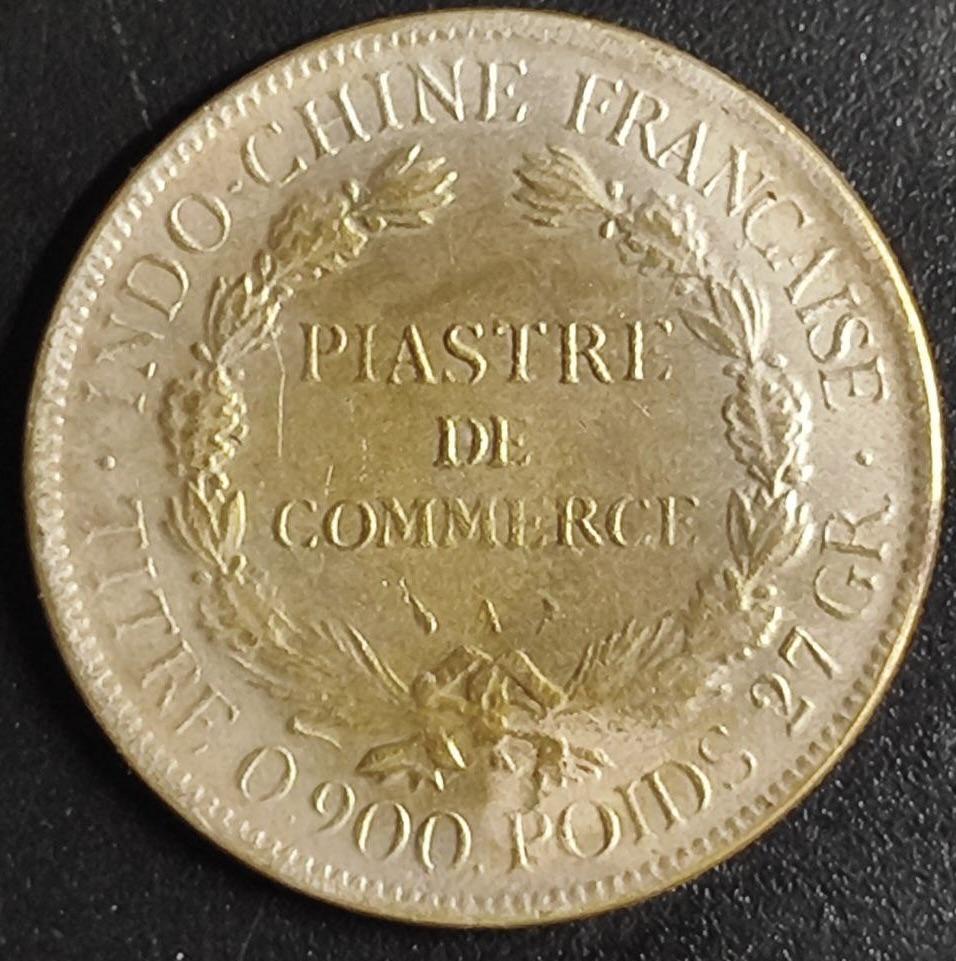 INDO-CHINE FRANÇAISE
PIASTRE
DE
COMMERCE
A
· TITRE 0.900. POIDS 27 GR. ·